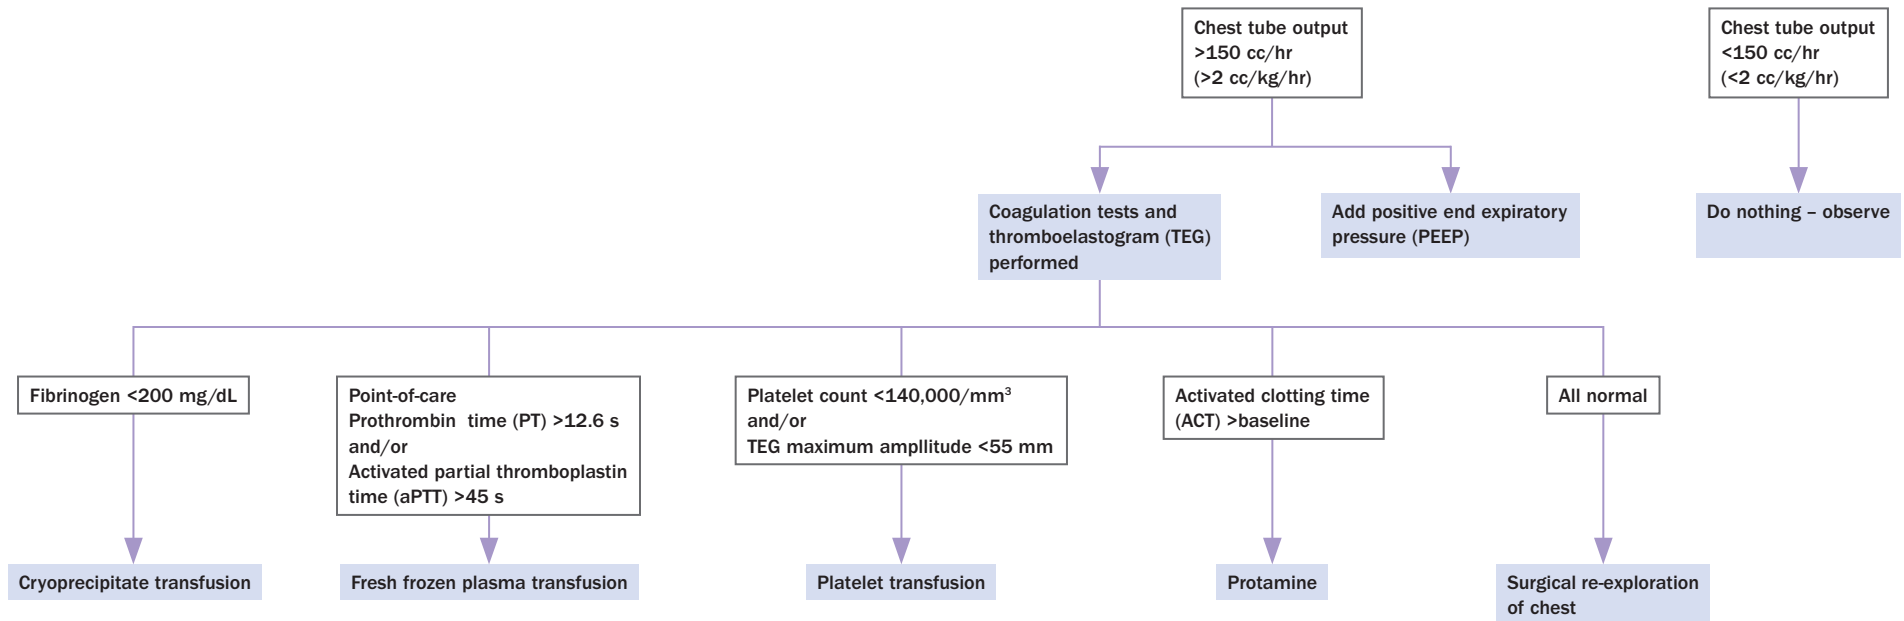 Chest tube output
>150 cc/hr
(>2 cc/kg/hr)
Chest tube output
<150 cc/hr
(<2 cc/kg/hr)
Coagulation tests and
thromboelastogram (TEG)
performed
Add positive end expiratory
pressure (PEEP)
Do nothing – observe
Fibrinogen <200 mg/dL
Point-of-care
Prothrombin time (PT) >12.6 s
and/or
Activated partial thromboplastin
time (aPTT) >45 s
Platelet count <140,000/mm³
and/or
TEG maximum ampllitude <55 mm
Activated clotting time
(ACT) >baseline
All normal
Cryoprecipitate transfusion
Fresh frozen plasma transfusion
Platelet transfusion
Protamine
Surgical re-exploration
of chest